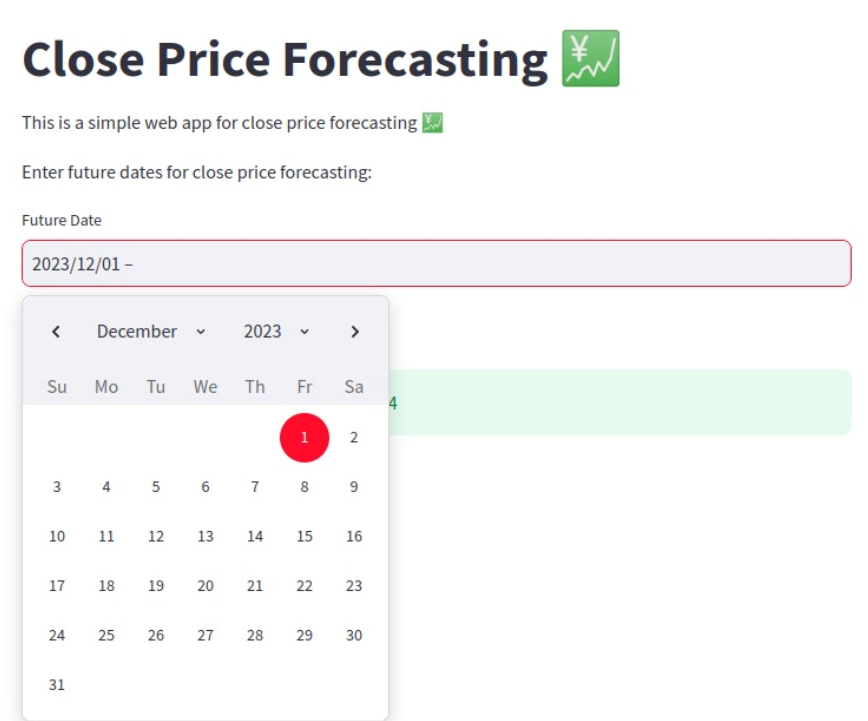 Close Price Forecasting 💹
This is a simple web app for close price forecasting 💹
Enter future dates for close price forecasting:
Future Date
2023/12/01 –
December 2023
Su Mo Tu We Th Fr Sa
4
1 2
3 4 5 6 7 8 9
10 11 12 13 14 15 16
17 18 19 20 21 22 23
24 25 26 27 28 29 30
31